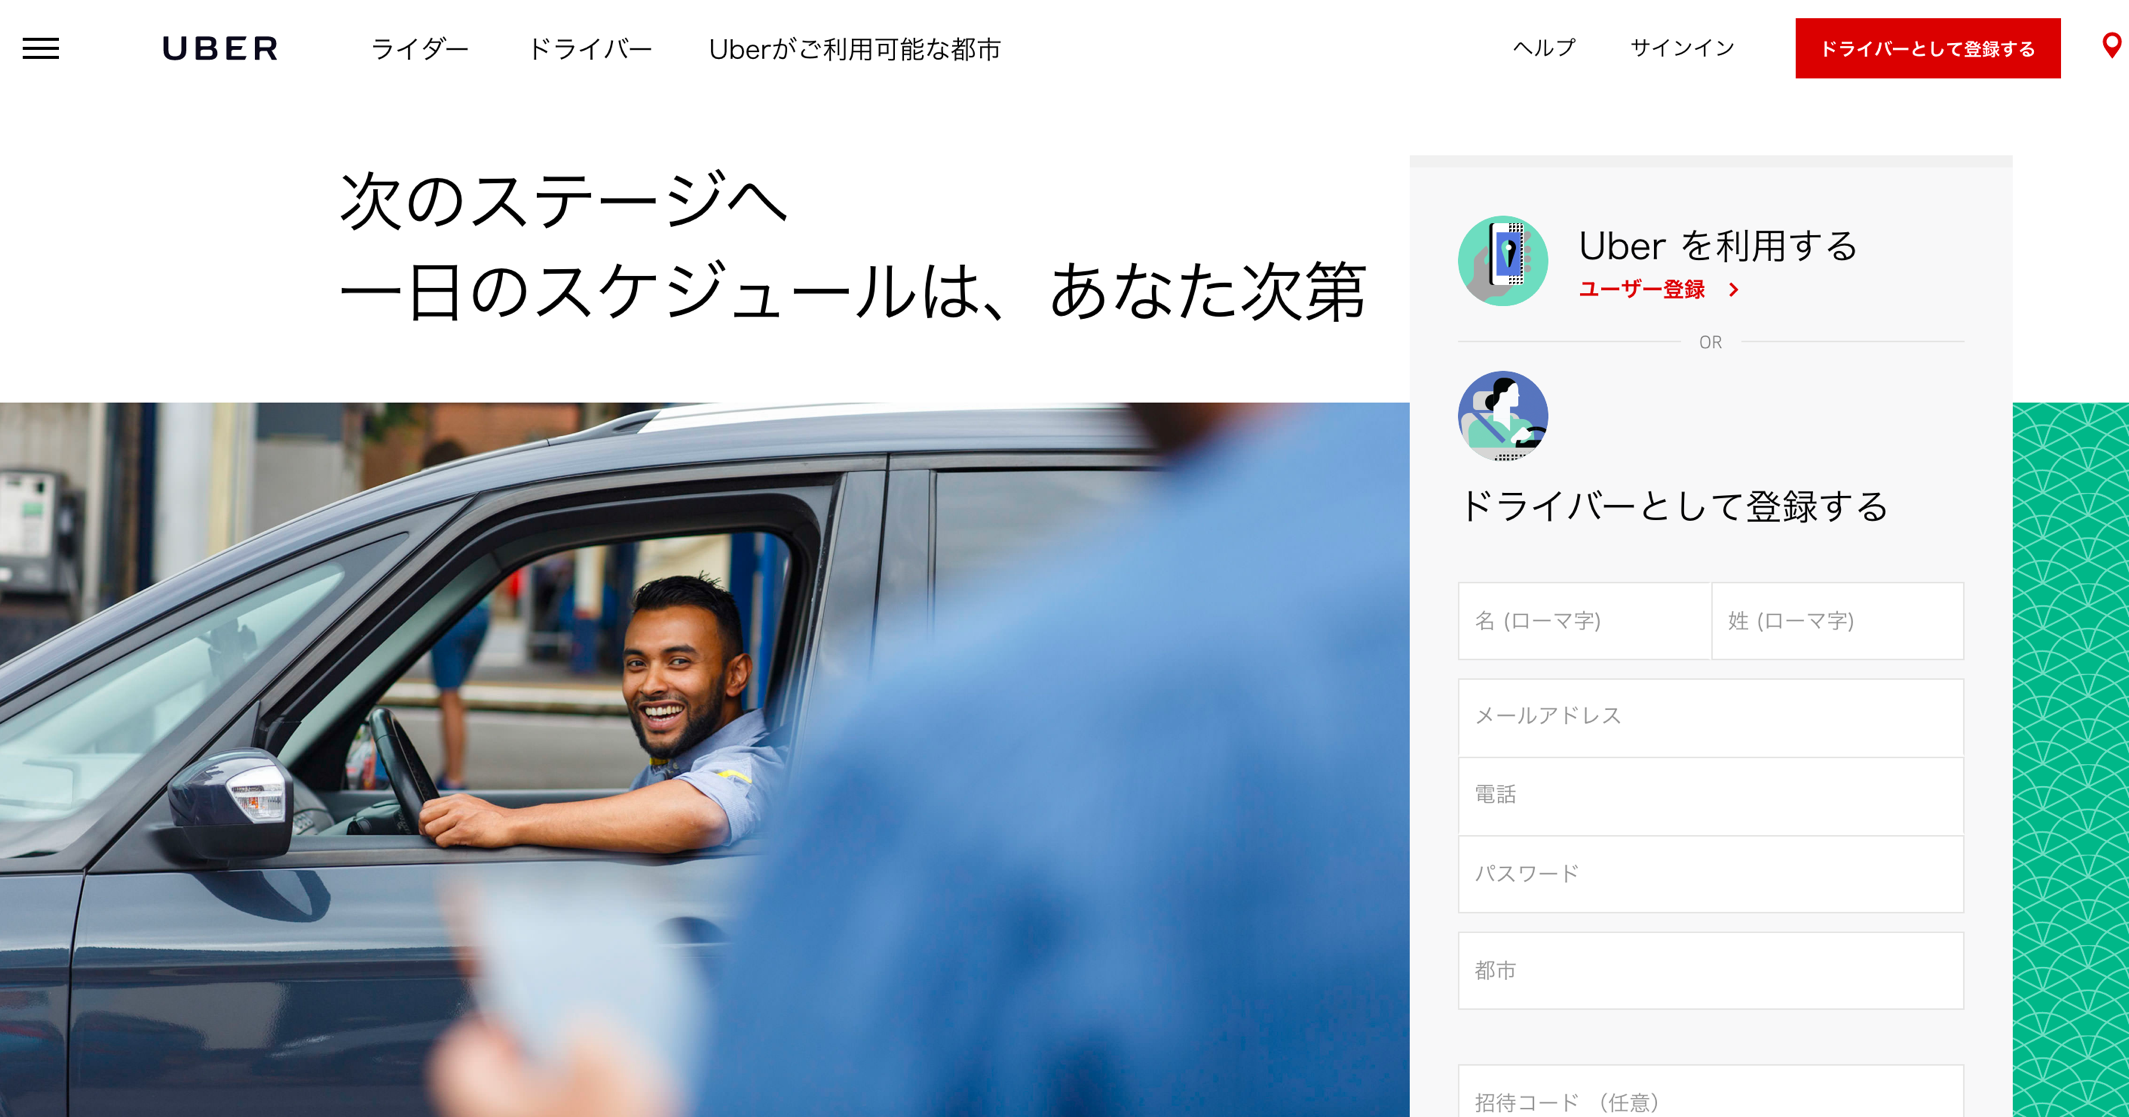 UBER
ライダー
ドライバー
Uberがご利用可能な都市
ヘルプ
サインイン
ドライバーとして登録する
次のステージへ
一日のスケジュールは、あなた次第
Uber を利用する
ユーザー登録
OR
ドライバーとして登録する
名 (ローマ字)
姓 (ローマ字)
メールアドレス
電話
パスワード
都市
招待コード （任意）